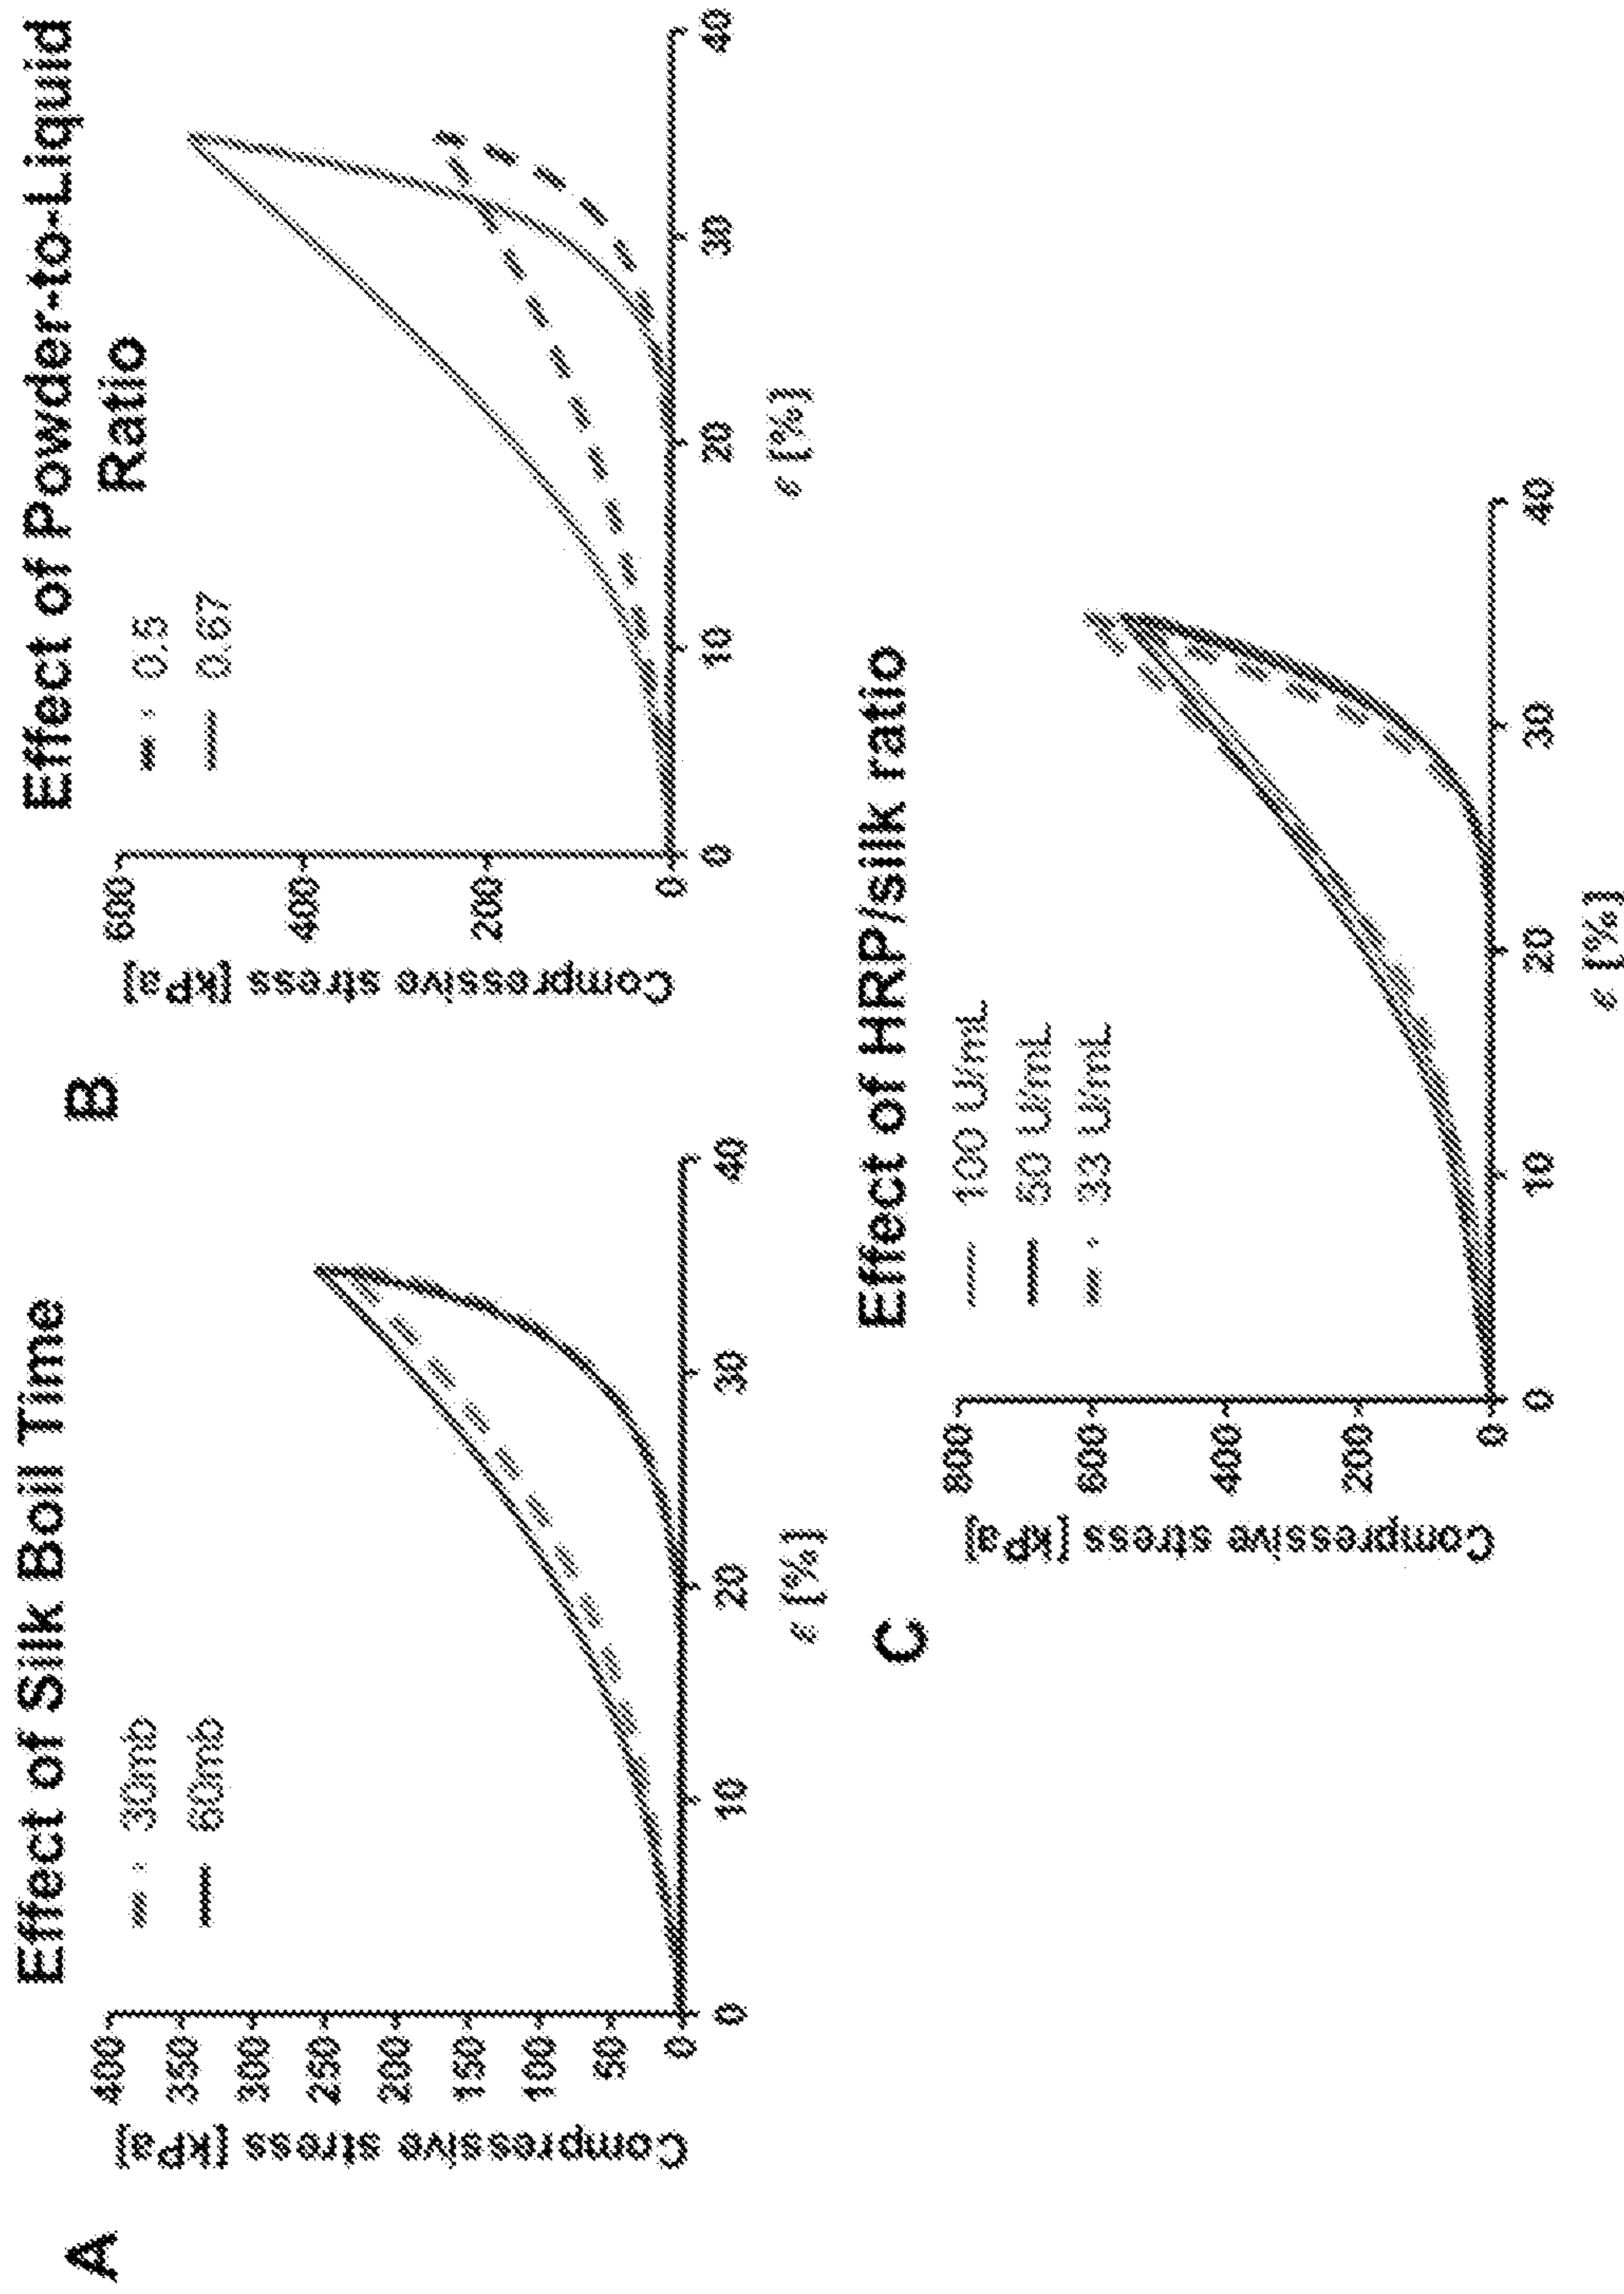 A
Effect of Silk Boil Time
30mb
60mb
Compressive stress [kPa]
400
350
300
250
200
150
100
50
0
0
10
20
30
40
ε [%]
B
Effect of Powder-to-Liquid
Ratio
0.5
0.67
Compressive stress [kPa]
600
400
200
0
0
10
20
30
40
ε [%]
C
Effect of HRP/silk ratio
100 U/mL
50 U/mL
33 U/mL
Compressive stress [kPa]
800
600
400
200
0
0
10
20
30
40
ε [%]